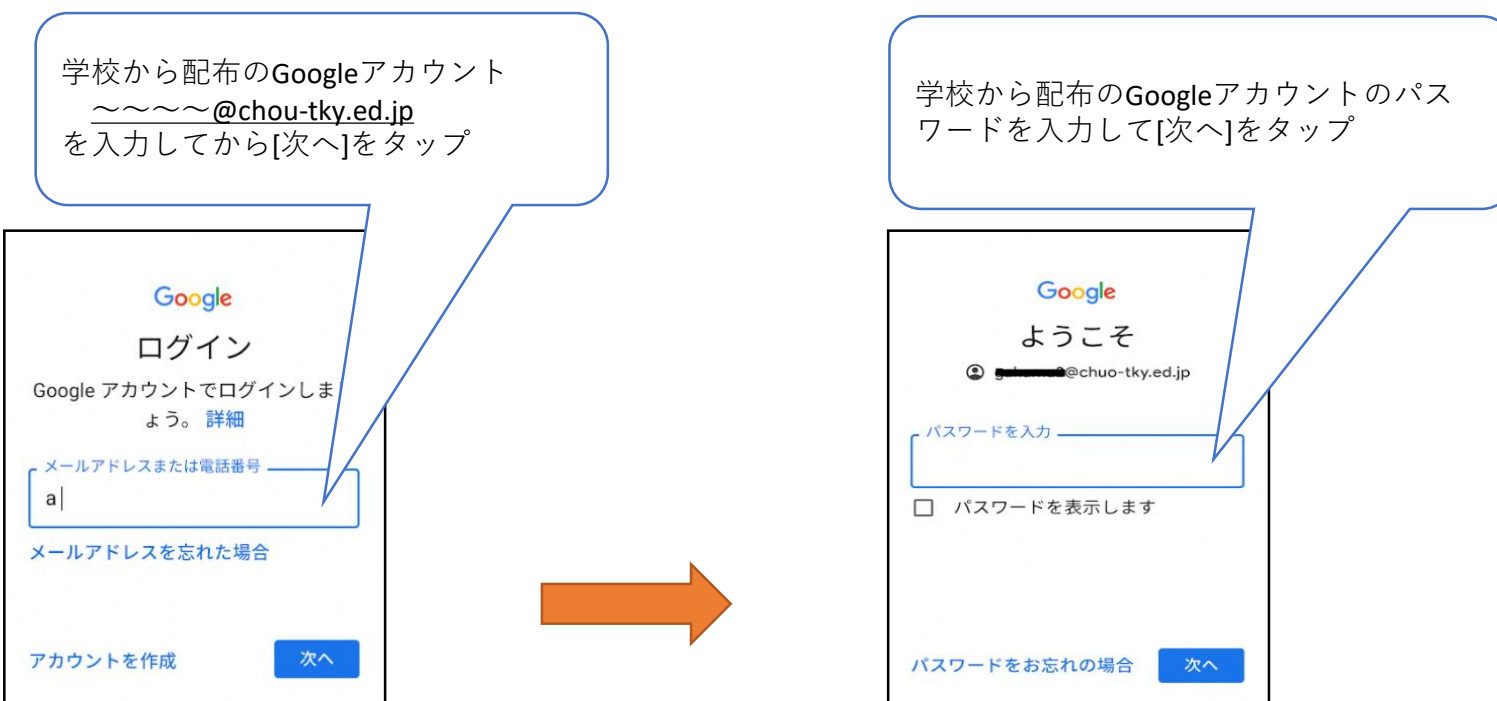 学校から配布のGoogleアカウント
～～～～@chou-tky.ed.jp
を入力してから[次へ]をタップ
Google
ログイン
Google アカウントでログインしま
ょう。 詳細
メールアドレスまたは電話番号
a
メールアドレスを忘れた場合
アカウントを作成
次へ
学校から配布のGoogleアカウントのパス
ワードを入力して[次へ]をタップ
Google
ようこそ
@chuo-tky.ed.jp
パスワードを入力
パスワードを表示します
パスワードをお忘れの場合
次へ